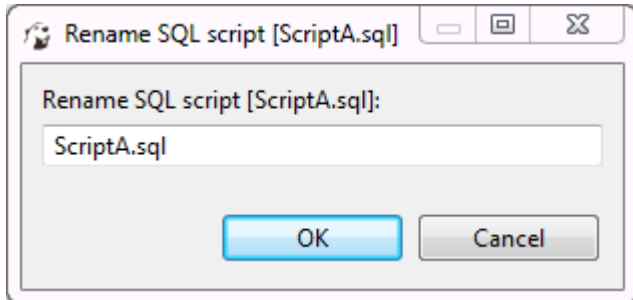 Rename SQL script [ScriptA.sql]
Rename SQL script [ScriptA.sql]:
ScriptA.sql
OK
Cancel